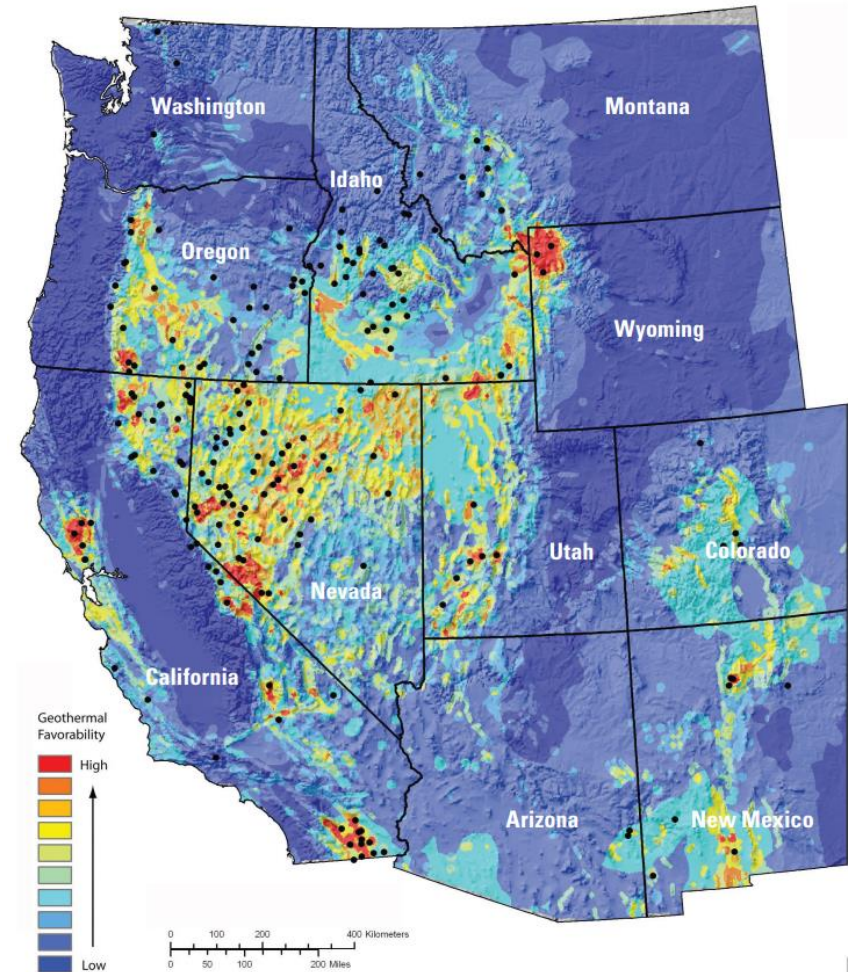 Washington
Montana
Idaho
Oregon
Wyoming
Utah
Colorado
Nevada
California
Arizona
New Mexico
Geothermal
Favorability
High
Low
0 100 200 400 Kilometers
0 50 100 200 Miles